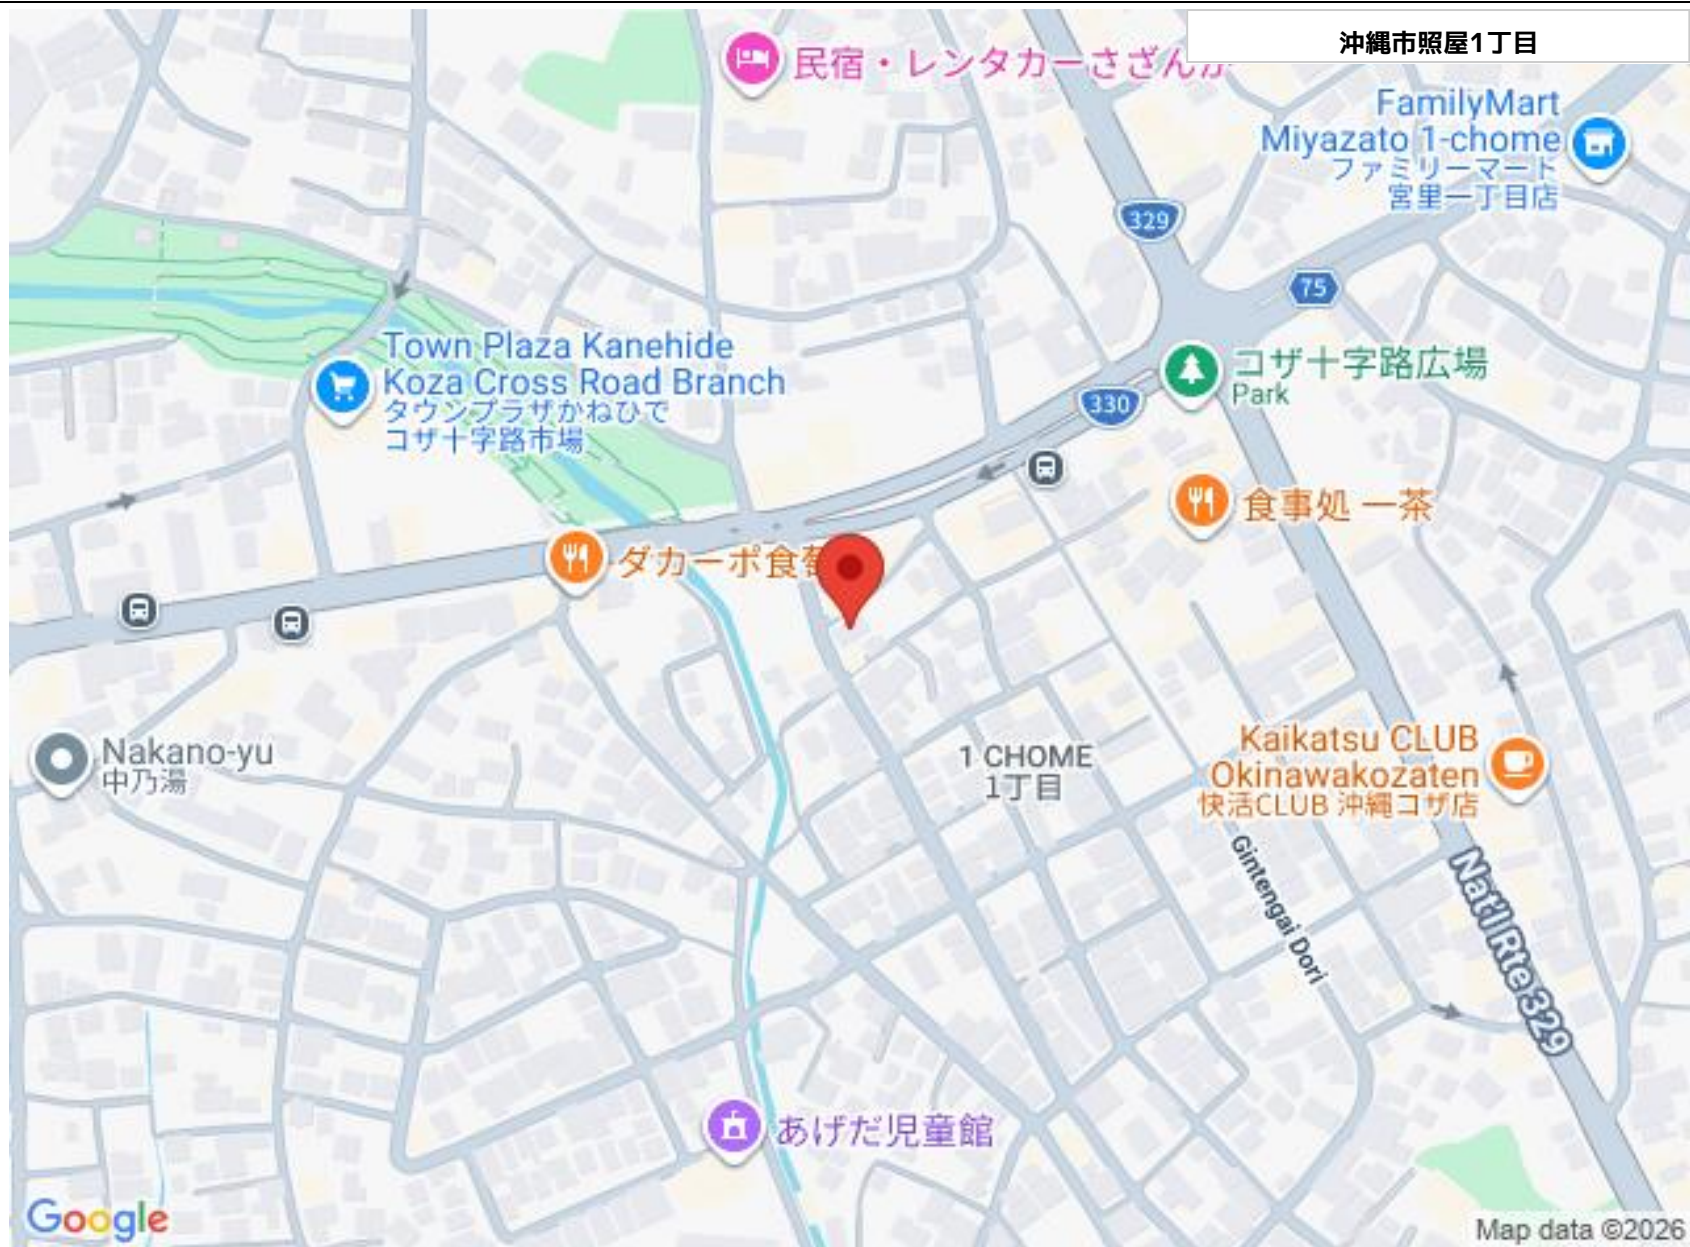 沖縄市照屋1丁目
民宿・レンタカーさざんか
FamilyMart
Miyazato 1-chome
ファミリーマート
宮里一丁目店
329
75
Town Plaza Kanehide
Koza Cross Road Branch
タウンプラザかねひで
コザ十字路市場
コザ十字路広場
Park
330
食事処 一茶
ダカーポ食
Nakano-yu
中乃湯
1 CHOME
1丁目
Kaikatsu CLUB
Okinawakozaten
快活CLUB 沖縄コザ店
Gintengai Dori
Nat'l Rte 329
あげだ児童館
Google
Map data ©2026